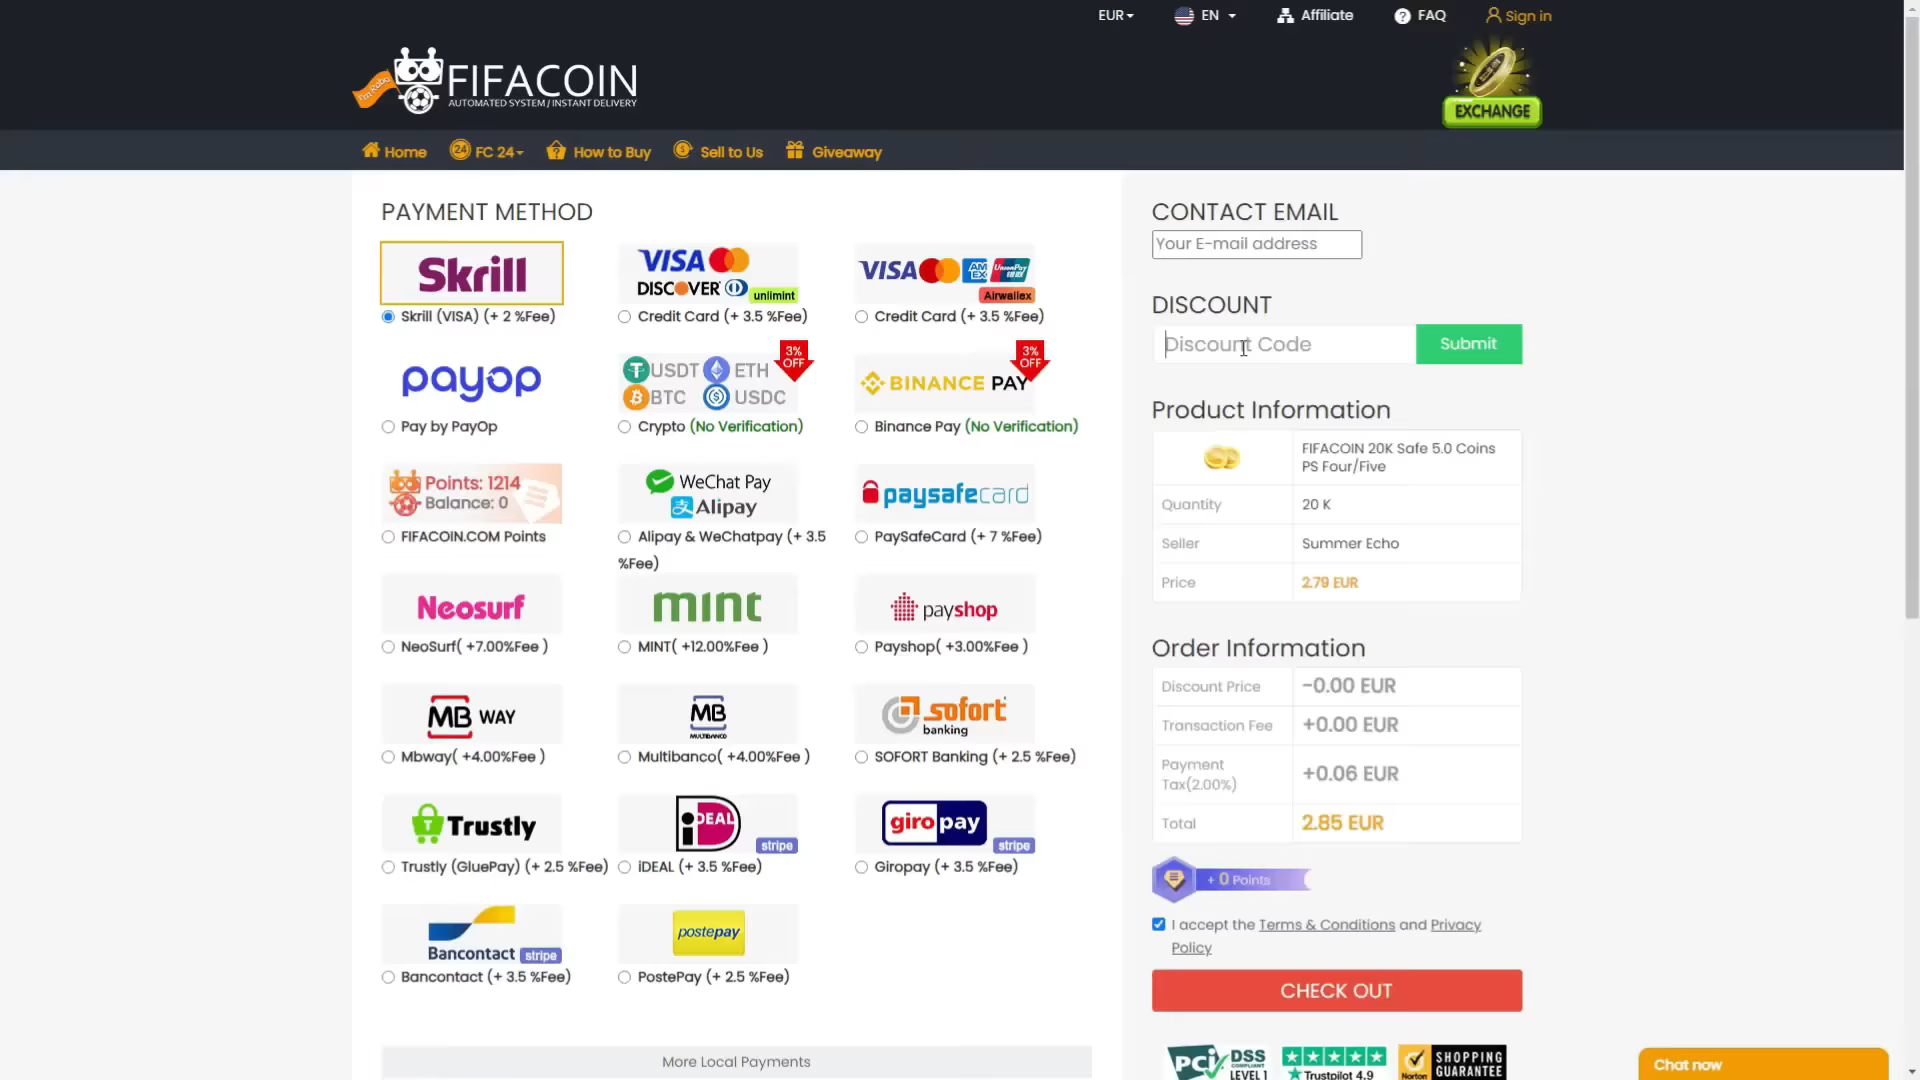 EUR
EN
Affiliate
FAQ
Sign in
I'm Robo
FIFACOIN
AUTOMATED SYSTEM / INSTANT DELIVERY
EXCHANGE
Home
24 FC 24
How to Buy
Sell to Us
Giveaway
PAYMENT METHOD
Skrill
Skrill (VISA) (+ 2 %Fee)
VISA
DISCOVER
unlimint
Credit Card (+ 3.5 %Fee)
VISA AMEX UnionPay
Airwallex
Credit Card (+ 3.5 %Fee)
payop
Pay by PayOp
3% OFF
USDT ETH
BTC USDC
Crypto (No Verification)
3% OFF
BINANCE PAY
Binance Pay (No Verification)
Points: 1214
Balance: 0
FIFACOIN.COM Points
WeChat Pay
支 Alipay
Alipay & WeChatpay (+ 3.5
%Fee)
paysafecard
PaySafeCard (+ 7 %Fee)
Neosurf
NeoSurf( +7.00%Fee )
mint
MINT( +12.00%Fee )
payshop
Payshop( +3.00%Fee )
MB WAY
Mbway( +4.00%Fee )
MB
MULTIBANCO
Multibanco( +4.00%Fee )
sofort
banking
SOFORT Banking (+ 2.5 %Fee)
Trustly
Trustly (GluePay) (+ 2.5 %Fee)
iDEAL
stripe
iDEAL (+ 3.5 %Fee)
giropay
stripe
Giropay (+ 3.5 %Fee)
Bancontact
stripe
Bancontact (+ 3.5 %Fee)
postepay
PostePay (+ 2.5 %Fee)
More Local Payments
CONTACT EMAIL
Your E-mail address
DISCOUNT
Discount Code
Submit
Product Information
FIFACOIN 20K Safe 5.0 Coins
PS Four/Five
Quantity 20 K
Seller Summer Echo
Price 2.79 EUR
Order Information
Discount Price -0.00 EUR
Transaction Fee +0.00 EUR
Payment
Tax(2.00%) +0.06 EUR
Total 2.85 EUR
+ 0 Points
I accept the Terms & Conditions and Privacy
Policy
CHECK OUT
PCI DSS
COMPLIANT
LEVEL 1
Trustpilot 4.9
Norton
SHOPPING
GUARANTEE
Chat now